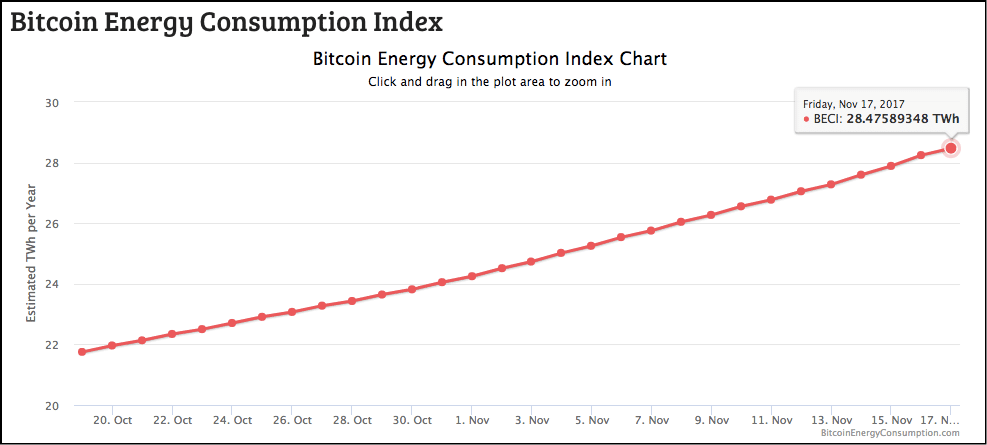 Bitcoin Energy Consumption Index
Bitcoin Energy Consumption Index Chart
Click and drag in the plot area to zoom in
Friday, Nov 17, 2017
● BECI: 28.47589348 TWh
Estimated TWh per Year
30
28
26
24
22
20
20. Oct 22. Oct 24. Oct 26. Oct 28. Oct 30. Oct 1. Nov 3. Nov 5. Nov 7. Nov 9. Nov 11. Nov 13. Nov 15. Nov 17. N...
BitcoinEnergyConsumption.com